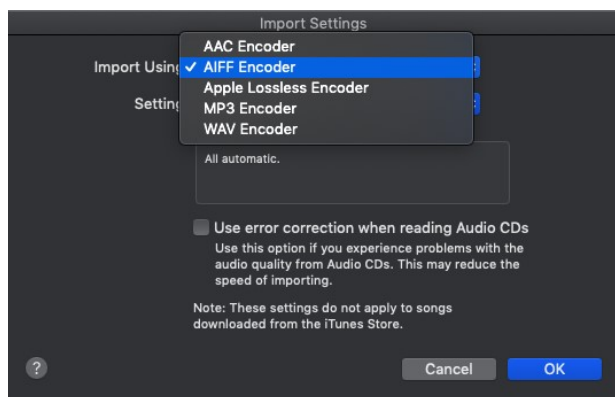 Import Settings
AAC Encoder
Import Using ✓ AIFF Encoder
Apple Lossless Encoder
Setting MP3 Encoder
WAV Encoder
All automatic.
Use error correction when reading Audio CDs
Use this option if you experience problems with the
audio quality from Audio CDs. This may reduce the
speed of importing.
Note: These settings do not apply to songs
downloaded from the iTunes Store.
? Cancel OK